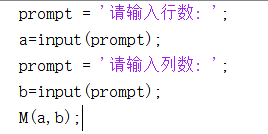 prompt = '请输入行数: ';
a=input(prompt);
prompt = '请输入列数: ';
b=input(prompt);
M(a,b);